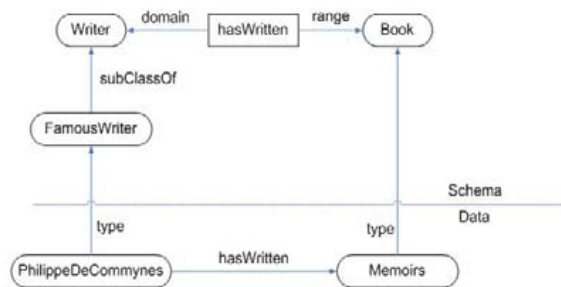 Writer domain hasWritten range Book
subClassOf
FamousWriter
Schema
Data
type type
PhilippeDeCommynes hasWritten Memoirs